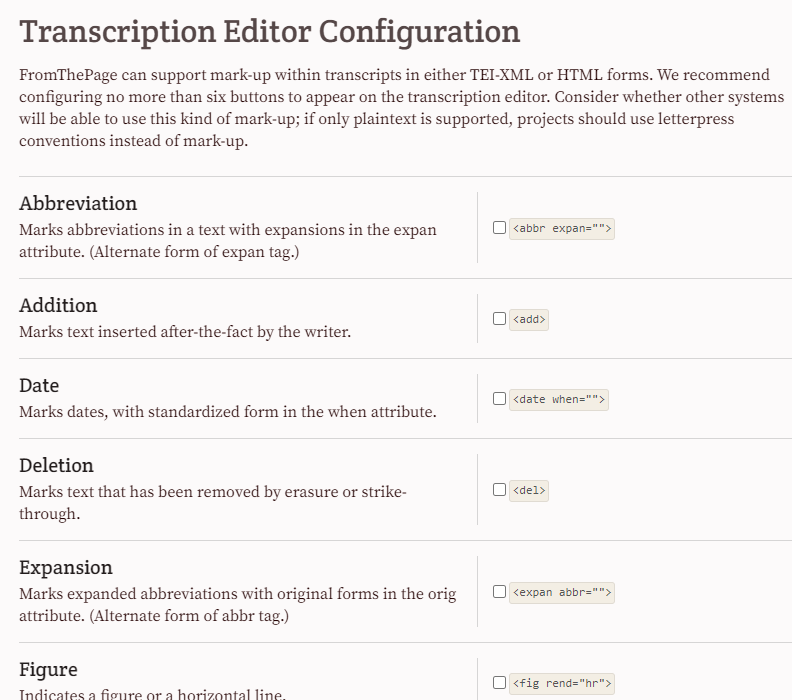 Transcription Editor Configuration
FromThePage can support mark-up within transcripts in either TEI-XML or HTML forms. We recommend
configuring no more than six buttons to appear on the transcription editor. Consider whether other systems
will be able to use this kind of mark-up; if only plaintext is supported, projects should use letterpress
conventions instead of mark-up.
Abbreviation
Marks abbreviations in a text with expansions in the expan
attribute. (Alternate form of expan tag.)
<abbr expan="">
Addition
Marks text inserted after-the-fact by the writer.
<add>
Date
Marks dates, with standardized form in the when attribute.
<date when="">
Deletion
Marks text that has been removed by erasure or strike-
through.
<del>
Expansion
Marks expanded abbreviations with original forms in the orig
attribute. (Alternate form of abbr tag.)
<expan abbr="">
Figure
Indicates a figure or a horizontal line.
<fig rend="hr">